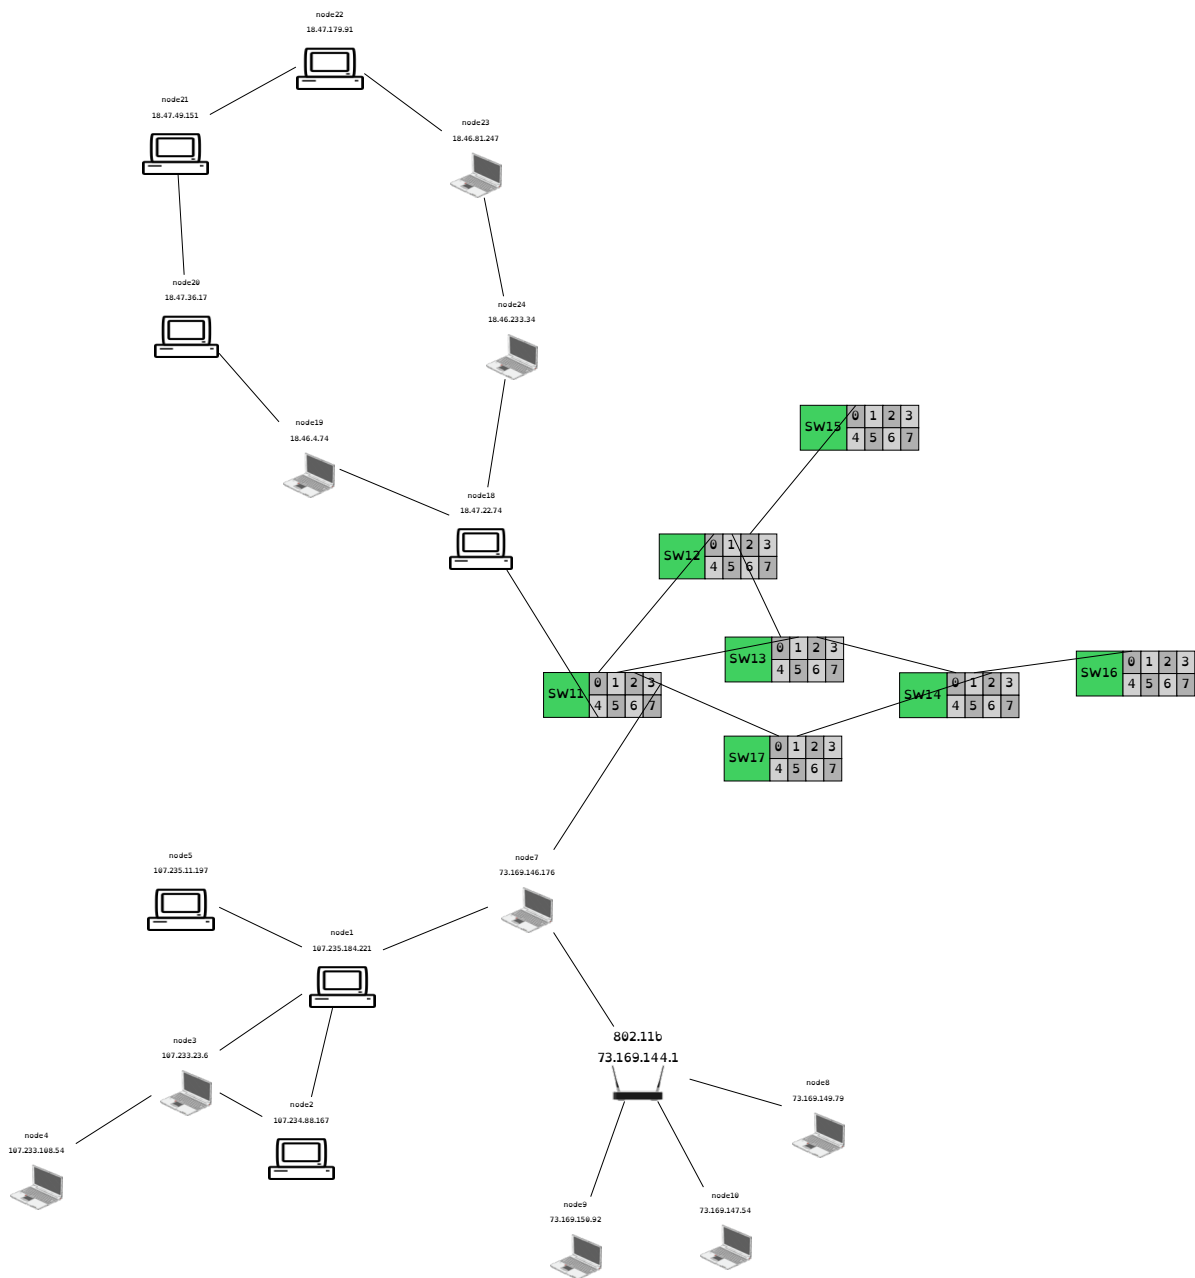 node22
18.47.179.91
node21
18.47.49.151
node23
18.46.81.247
node20
18.47.36.17
node24
18.46.233.34
node19
18.46.4.74
SW15
0 1 2 3
4 5 6 7
node18
18.47.22.74
SW12
0 1 2 3
4 5 6 7
SW13
0 1 2 3
4 5 6 7
SW16
0 1 2 3
4 5 6 7
SW11
0 1 2 3
4 5 6 7
SW14
0 1 2 3
4 5 6 7
SW17
0 1 2 3
4 5 6 7
node5
107.235.11.197
node7
73.169.146.176
node1
107.235.184.221
802.11b
73.169.144.1
node3
107.233.23.6
node8
73.169.149.79
node2
107.234.88.167
node4
107.233.108.54
node10
73.169.147.54
node9
73.169.150.92